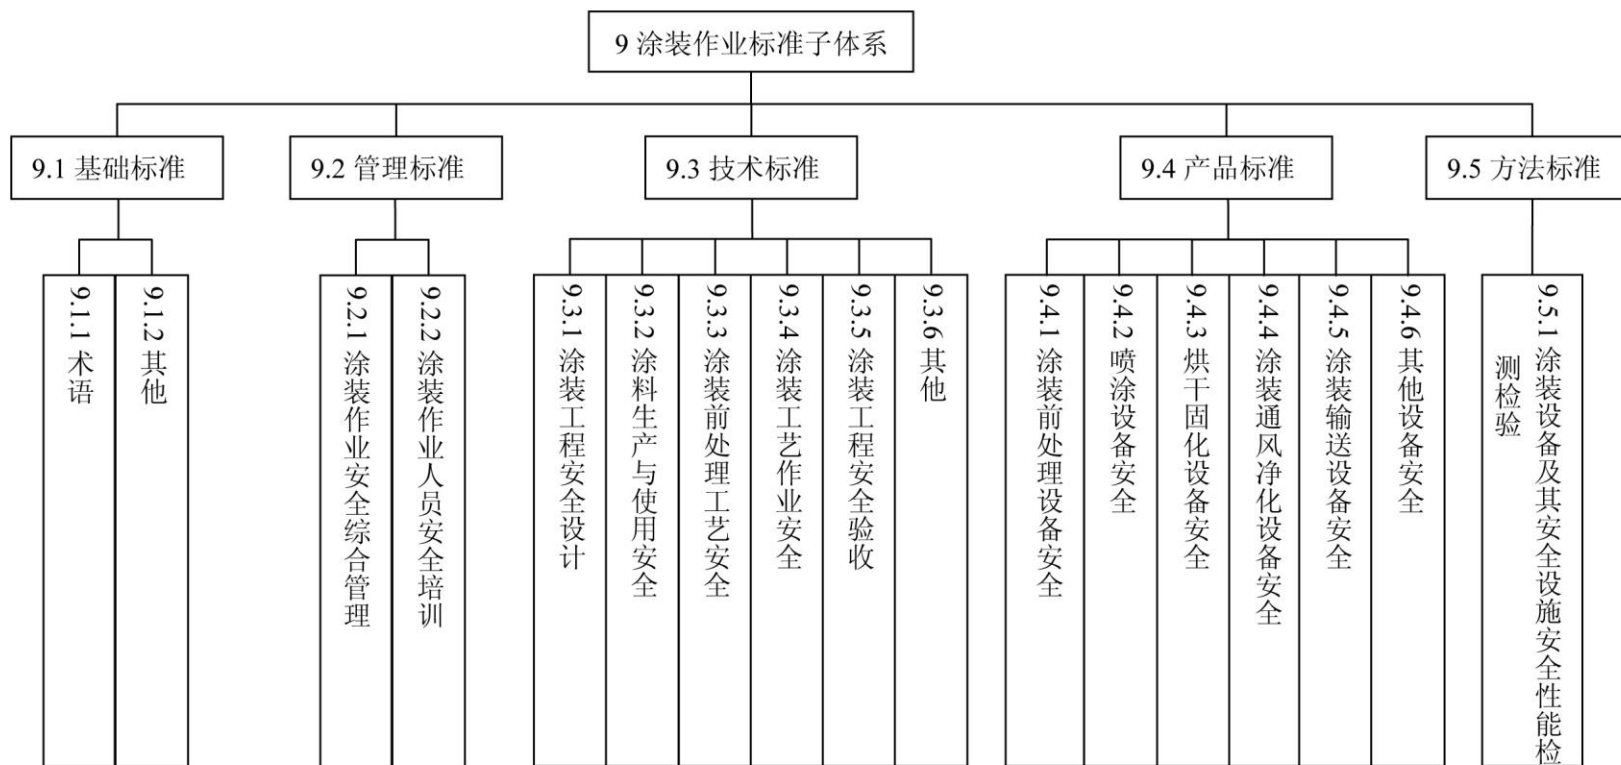 9 涂装作业标准子体系
9.1 基础标准
9.2 管理标准
9.3 技术标准
9.4 产品标准
9.5 方法标准
9.1.1 术语
9.1.2 其他
9.2.1 涂装作业安全综合管理
9.2.2 涂装作业人员安全培训
9.3.1 涂装工程安全设计
9.3.2 涂料生产与使用安全
9.3.3 涂装前处理工艺安全
9.3.4 涂装工艺作业安全
9.3.5 涂装工程安全验收
9.3.6 其他
9.4.1 涂装前处理设备安全
9.4.2 喷涂设备安全
9.4.3 烘干固化设备安全
9.4.4 涂装通风净化设备安全
9.4.5 涂装输送设备安全
9.4.6 其他设备安全
9.5.1 涂装设备及其安全设施安全性能检
测检验